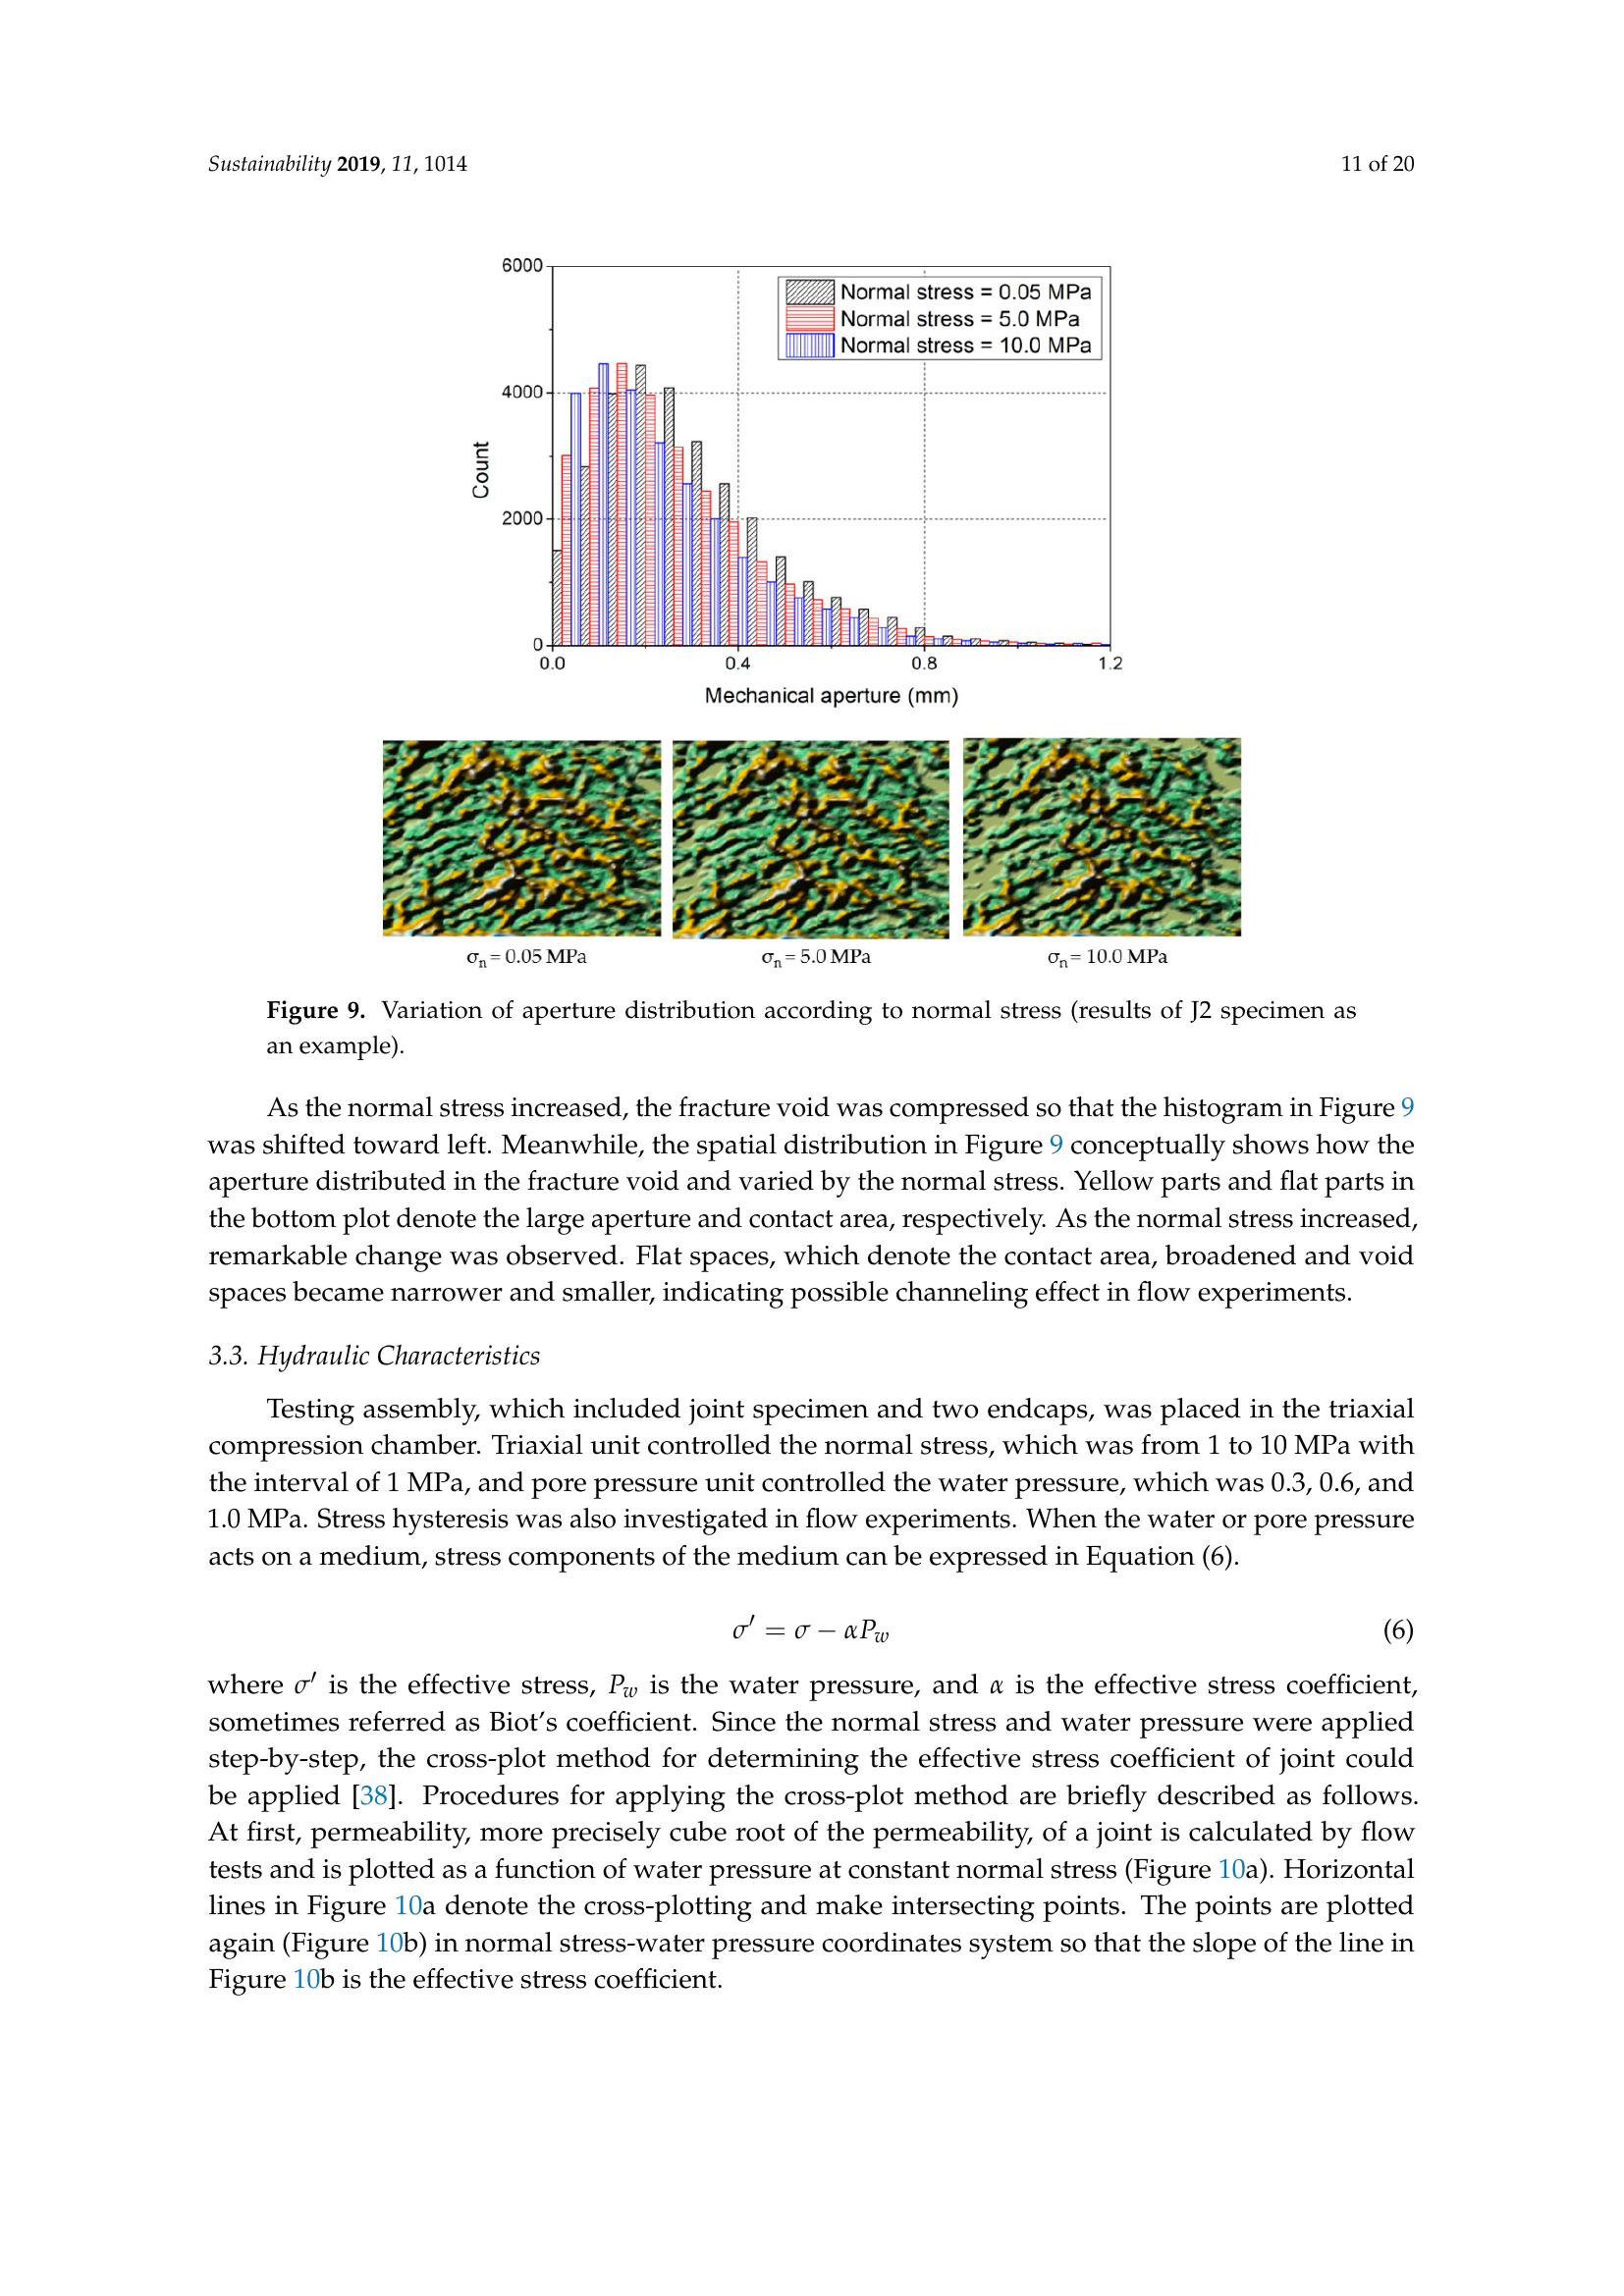 Sustainability 2019, 11, 1014
11 of 20
6000
4000
2000
0
Count
Normal stress = 0.05 MPa
Normal stress = 5.0 MPa
Normal stress = 10.0 MPa
0.0
0.4
0.8
1.2
Mechanical aperture (mm)
σn = 0.05 MPa
σn = 5.0 MPa
σn = 10.0 MPa
Figure 9. Variation of aperture distribution according to normal stress (results of J2 specimen as
an example).
As the normal stress increased, the fracture void was compressed so that the histogram in Figure 9
was shifted toward left. Meanwhile, the spatial distribution in Figure 9 conceptually shows how the
aperture distributed in the fracture void and varied by the normal stress. Yellow parts and flat parts in
the bottom plot denote the large aperture and contact area, respectively. As the normal stress increased,
remarkable change was observed. Flat spaces, which denote the contact area, broadened and void
spaces became narrower and smaller, indicating possible channeling effect in flow experiments.
3.3. Hydraulic Characteristics
Testing assembly, which included joint specimen and two endcaps, was placed in the triaxial
compression chamber. Triaxial unit controlled the normal stress, which was from 1 to 10 MPa with
the interval of 1 MPa, and pore pressure unit controlled the water pressure, which was 0.3, 0.6, and
1.0 MPa. Stress hysteresis was also investigated in flow experiments. When the water or pore pressure
acts on a medium, stress components of the medium can be expressed in Equation (6).
σ′ = σ − αPw (6)
where σ′ is the effective stress, Pw is the water pressure, and α is the effective stress coefficient,
sometimes referred as Biot's coefficient. Since the normal stress and water pressure were applied
step-by-step, the cross-plot method for determining the effective stress coefficient of joint could
be applied [38]. Procedures for applying the cross-plot method are briefly described as follows.
At first, permeability, more precisely cube root of the permeability, of a joint is calculated by flow
tests and is plotted as a function of water pressure at constant normal stress (Figure 10a). Horizontal
lines in Figure 10a denote the cross-plotting and make intersecting points. The points are plotted
again (Figure 10b) in normal stress-water pressure coordinates system so that the slope of the line in
Figure 10b is the effective stress coefficient.